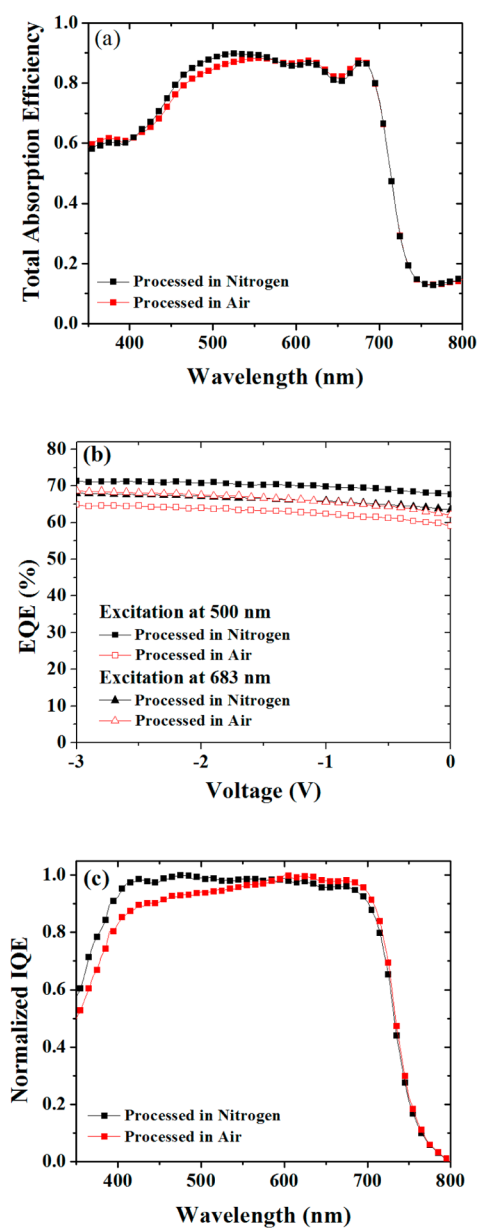 (a)
Total Absorption Efficiency
1.0
0.8
0.6
0.4
0.2
0.0
Processed in Nitrogen
Processed in Air
400 500 600 700 800
Wavelength (nm)
(b)
EQE (%)
80
70
60
50
40
30
20
10
0
Excitation at 500 nm
Processed in Nitrogen
Processed in Air
Excitation at 683 nm
Processed in Nitrogen
Processed in Air
-3 -2 -1 0
Voltage (V)
(c)
Normalized IQE
1.0
0.8
0.6
0.4
0.2
0.0
Processed in Nitrogen
Processed in Air
400 500 600 700 800
Wavelength (nm)